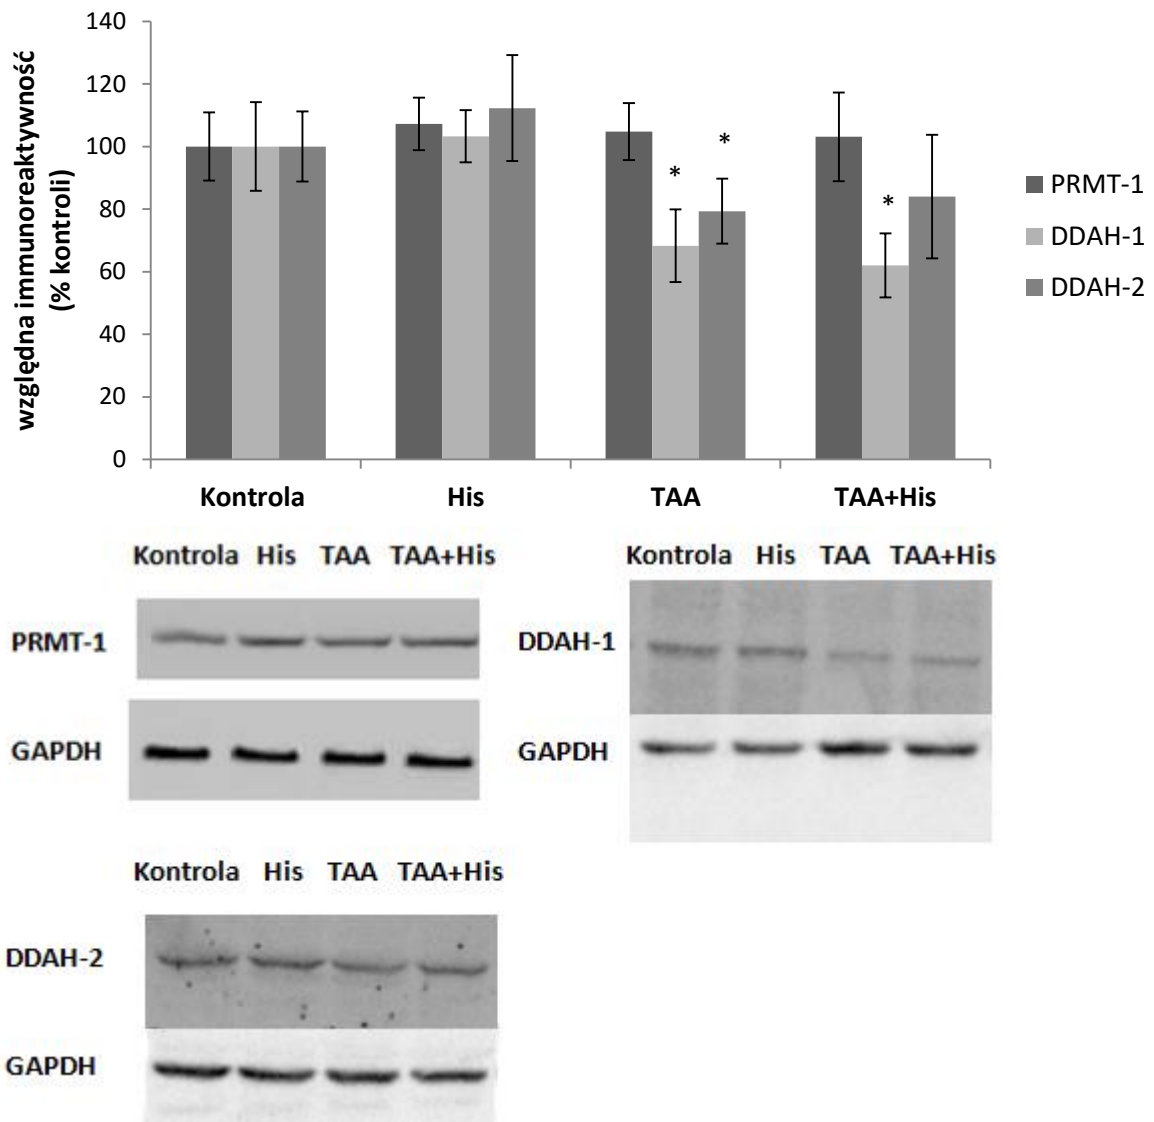 względna immunoreaktywność
(% kontroli)
140
120
100
80
60
40
20
0
*
*
*
Kontrola His TAA TAA+His
PRMT-1
DDAH-1
DDAH-2
Kontrola His TAA TAA+His
PRMT-1
GAPDH
Kontrola His TAA TAA+His
DDAH-1
GAPDH
Kontrola His TAA TAA+His
DDAH-2
GAPDH